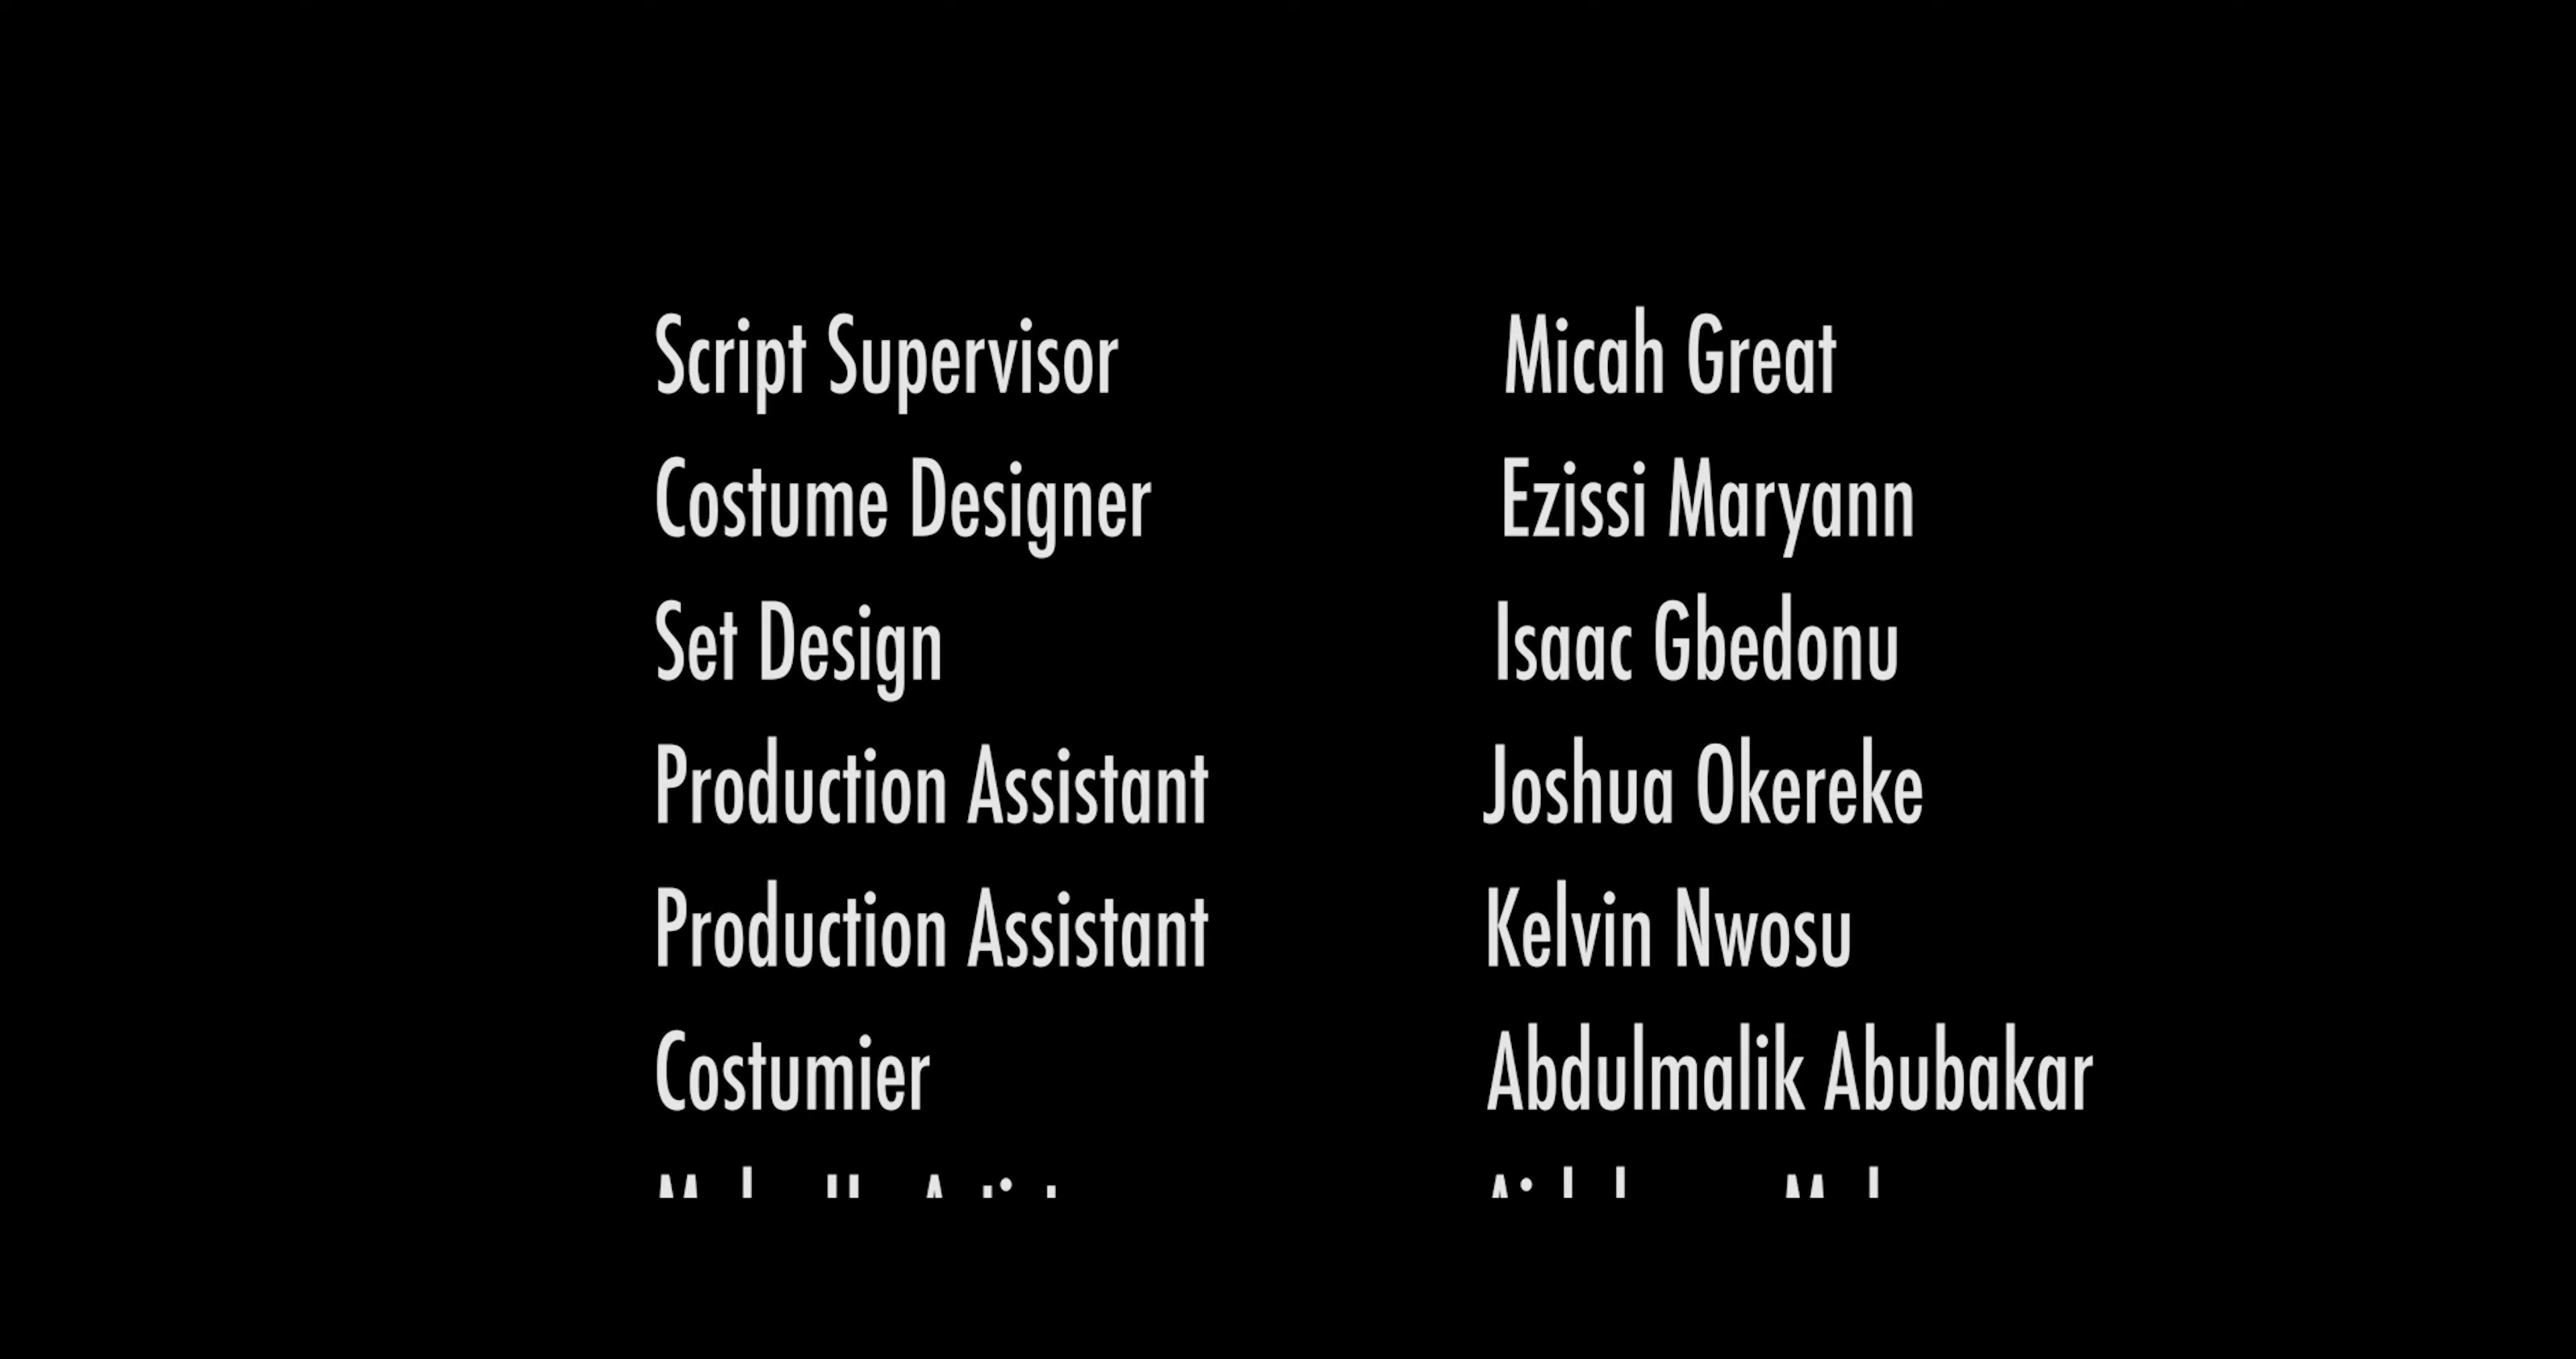 Script Supervisor Micah Great
Costume Designer Ezissi Maryann
Set Design Isaac Gbedonu
Production Assistant Joshua Okereke
Production Assistant Kelvin Nwosu
Costumier Abdulmalik Abubakar